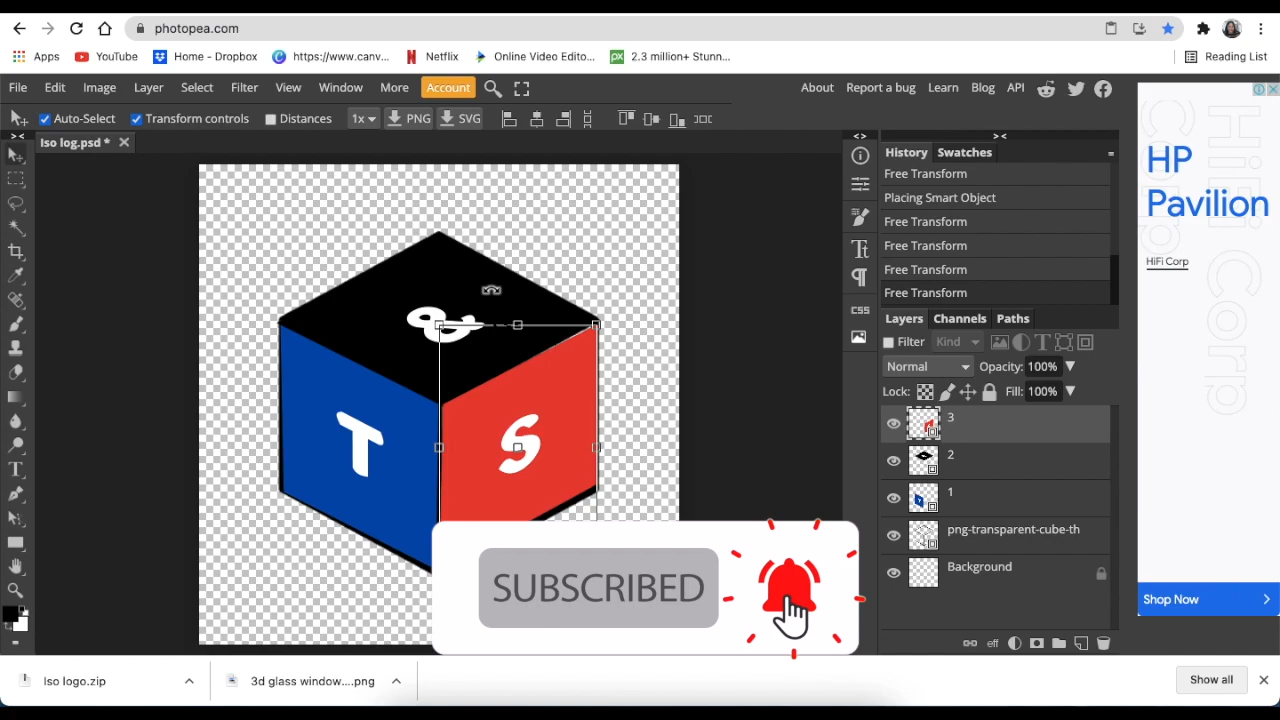 photopea.com
Apps YouTube Home - Dropbox https://www.canv... Netflix Online Video Edito... 2.3 million+ Stunn... Reading List
File Edit Image Layer Select Filter View Window More Account About Report a bug Learn Blog API
Auto-Select Transform controls Distances 1x PNG SVG
Iso log.psd *
History Swatches
Free Transform
Placing Smart Object
Free Transform
Free Transform
Free Transform
Free Transform
Layers Channels Paths
Filter Kind
Normal Opacity: 100%
Lock: Fill: 100%
3
2
1
png-transparent-cube-th
Background
CSS
eff
&
T
S
SUBSCRIBED
HP
Pavilion
HiFi Corp
HiFi Corp
Shop Now
Iso logo.zip 3d glass window....png Show all